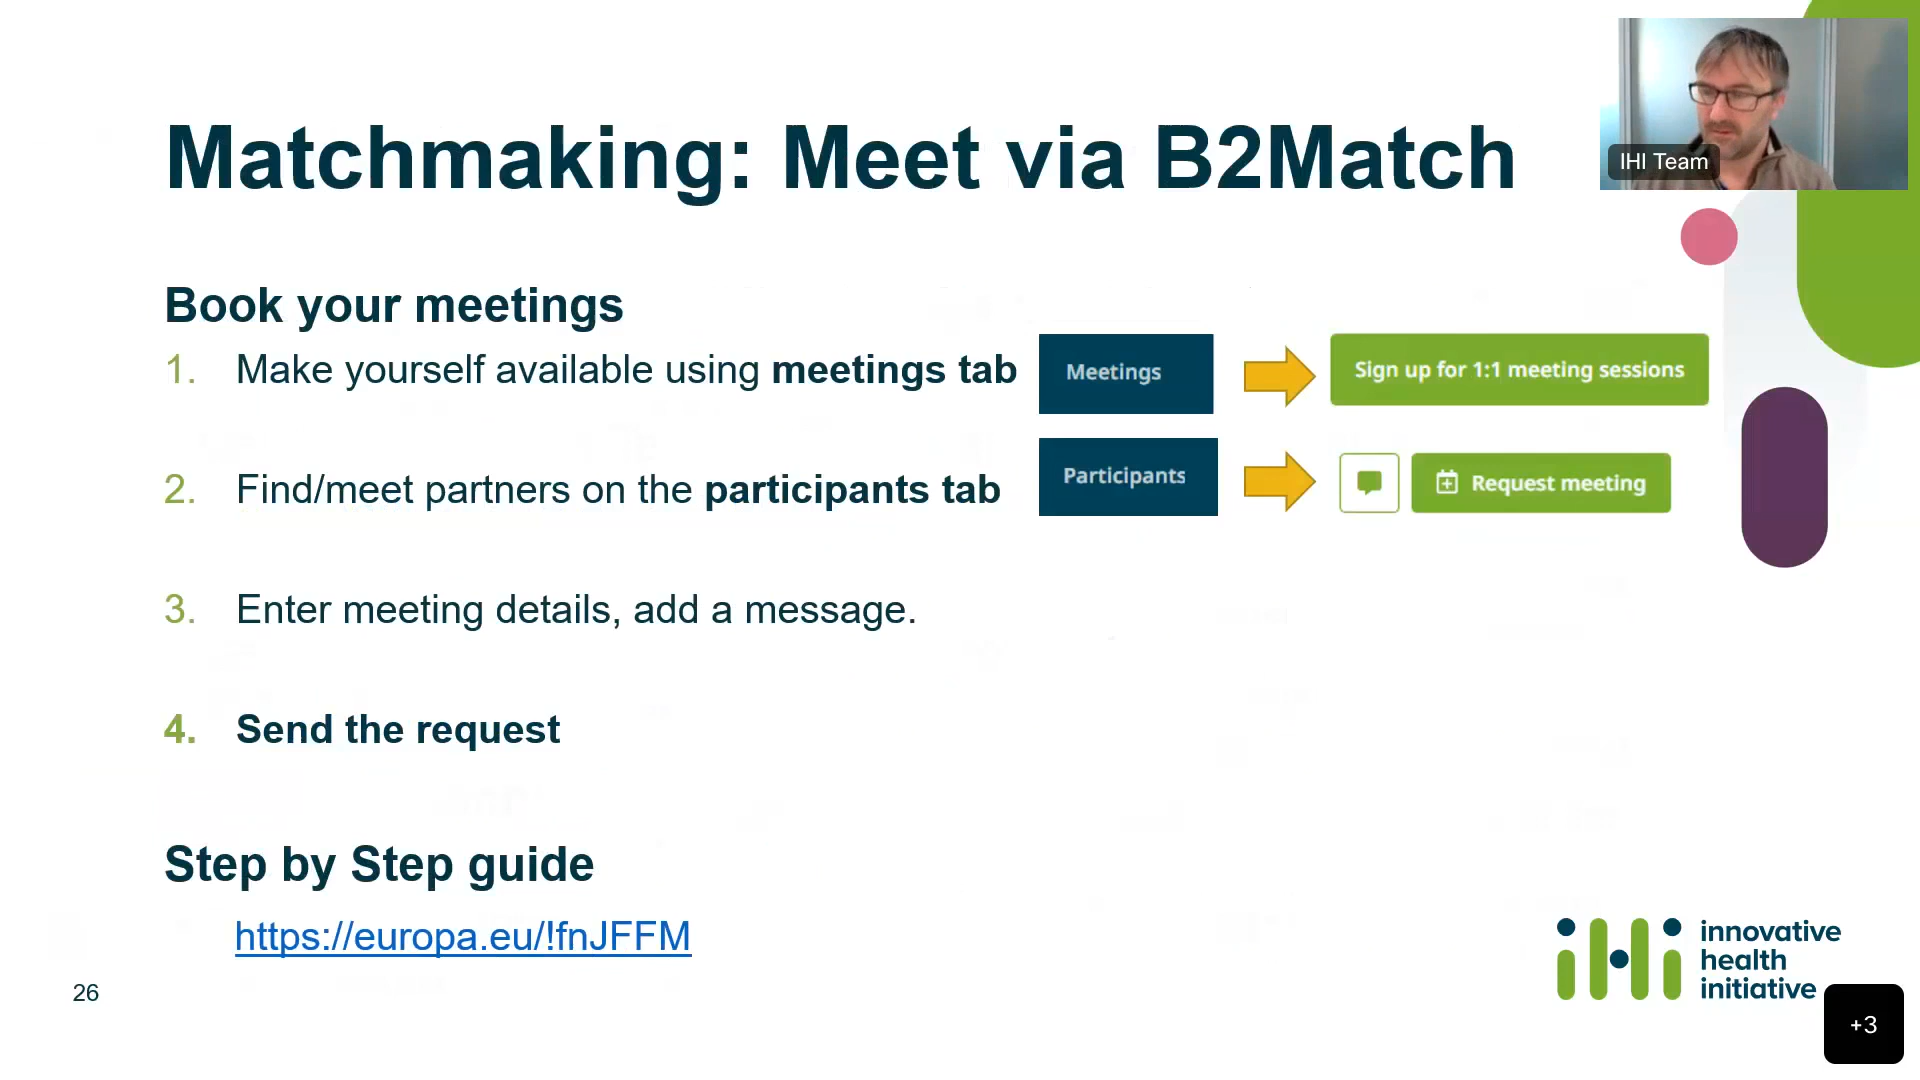 Matchmaking: Meet via B2Match
IHI Team
Book your meetings
1. Make yourself available using meetings tab
Meetings
Sign up for 1:1 meeting sessions
2. Find/meet partners on the participants tab
Participants
Request meeting
3. Enter meeting details, add a message.
4. Send the request
Step by Step guide
https://europa.eu/!fnJFFM
26
iHi
innovative
health
initiative
+3